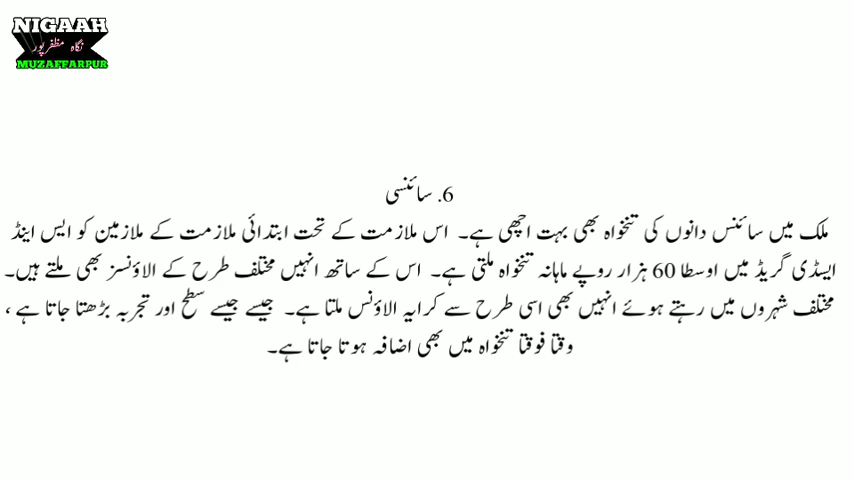 NIGAAH
نگاہ مظفرپور
MUZAFFARPUR
6. سائنسی
ملک میں سائنس دانوں کی تنخواہ بھی بہت اچھی ہے۔ اس ملازمت کے تحت ابتدائی ملازمت کے ملازمین کو ایس اینڈ
ایسڈی گریڈ میں اوسطا 60 ہزار روپے ماہانہ تنخواہ ملتی ہے۔ اس کے ساتھ انہیں مختلف طرح کے الاؤنسز بھی ملتے ہیں۔
مختلف شہروں میں رہتے ہوئے انہیں بھی اسی طرح سے کرایہ الاؤنس ملتا ہے۔ جیسے جیسے سطح اور تجربہ بڑھتا جاتا ہے ،
وقتا فوقتا تنخواہ میں بھی اضافہ ہوتا جاتا ہے۔